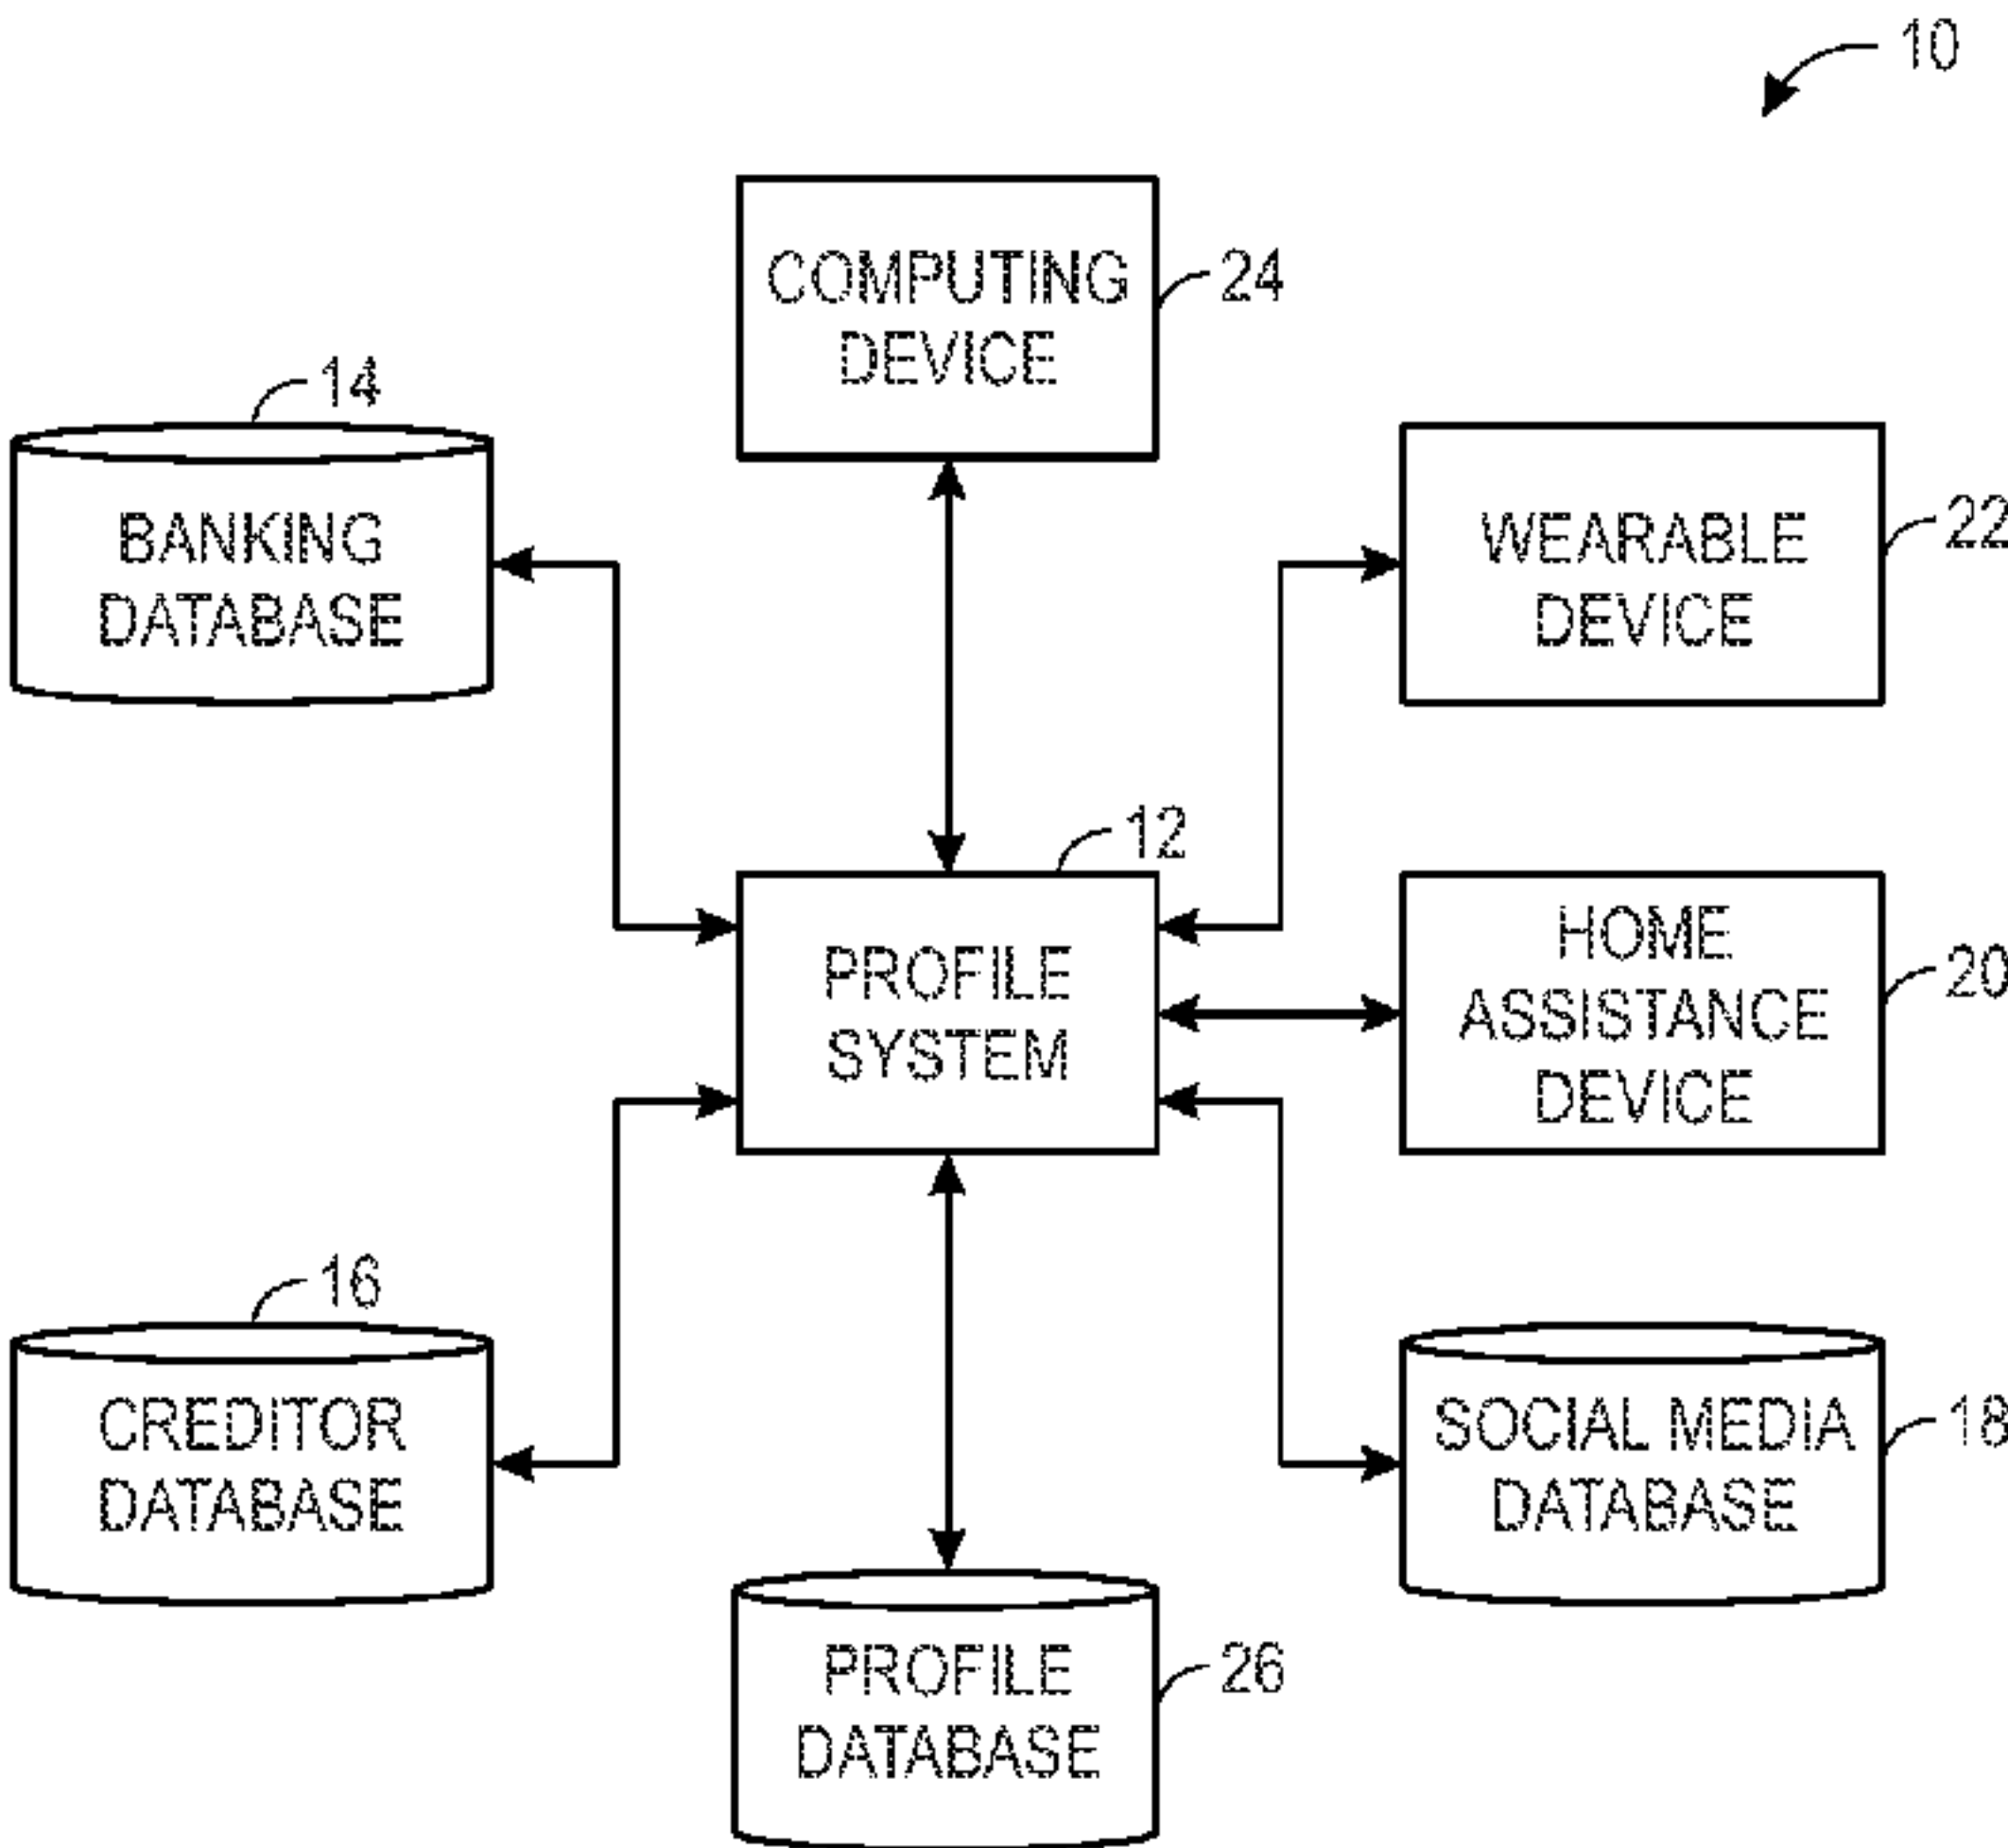 10
COMPUTING
DEVICE
24
14
BANKING
DATABASE
WEARABLE
DEVICE
22
12
PROFILE
SYSTEM
HOME
ASSISTANCE
DEVICE
20
16
CREDITOR
DATABASE
SOCIAL MEDIA
DATABASE
18
PROFILE
DATABASE
26